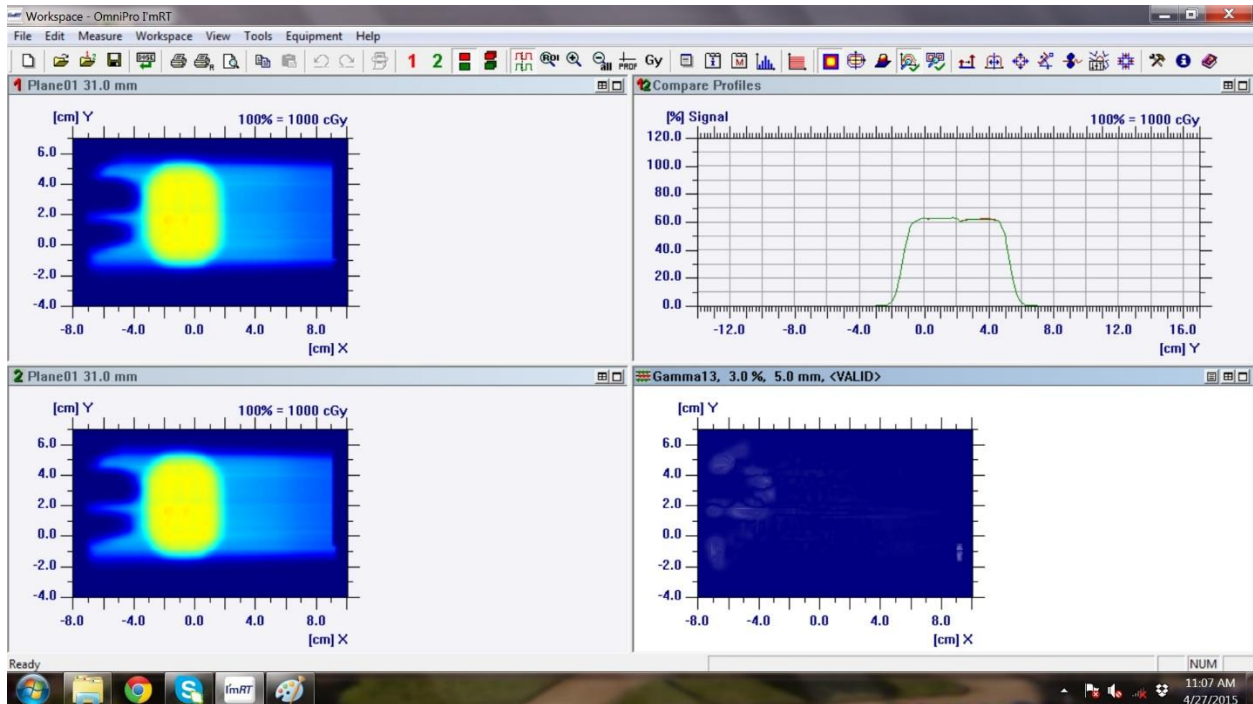 Workspace - OmniPro I'mRT
File Edit Measure Workspace View Tools Equipment Help
1 2 ROI all PROF Gy M
1 Plane01 31.0 mm
[cm] Y 100% = 1000 cGy
6.0
4.0
2.0
0.0
-2.0
-4.0
-8.0 -4.0 0.0 4.0 8.0
[cm] X
12 Compare Profiles
[%] Signal 100% = 1000 cGy
120.0
100.0
80.0
60.0
40.0
20.0
0.0
-12.0 -8.0 -4.0 0.0 4.0 8.0 12.0 16.0
[cm] Y
2 Plane01 31.0 mm
[cm] Y 100% = 1000 cGy
6.0
4.0
2.0
0.0
-2.0
-4.0
-8.0 -4.0 0.0 4.0 8.0
[cm] X
Gamma13, 3.0 %, 5.0 mm, <VALID>
[cm] Y
6.0
4.0
2.0
0.0
-2.0
-4.0
-8.0 -4.0 0.0 4.0 8.0
[cm] X
Ready NUM
I'mRT 11:07 AM
4/27/2015